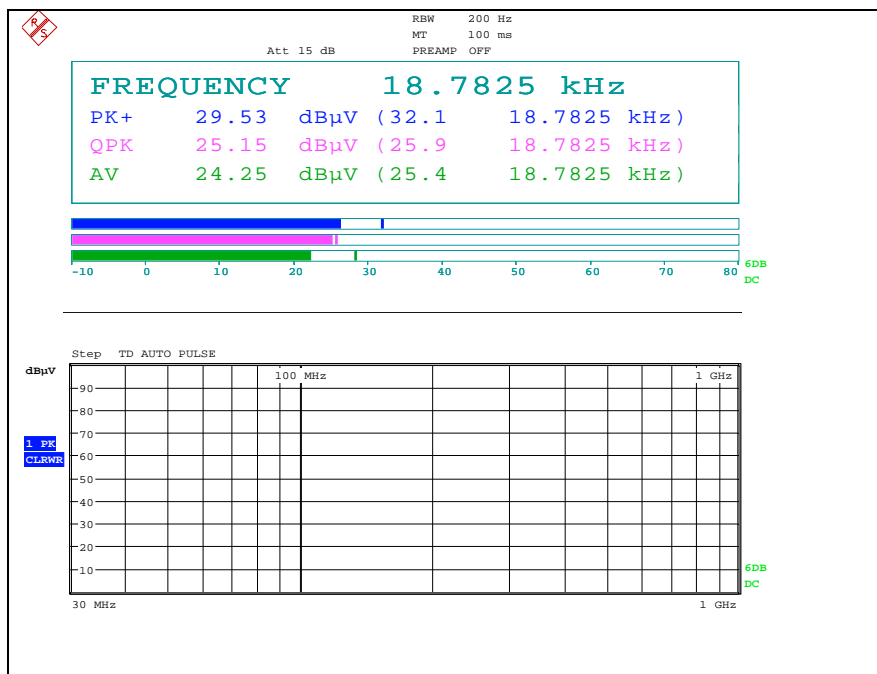 R S
RBW 200 Hz
MT 100 ms
Att 15 dB PREAMP OFF
FREQUENCY 18.7825 kHz
PK+ 29.53 dBµV (32.1 18.7825 kHz)
QPK 25.15 dBµV (25.9 18.7825 kHz)
AV 24.25 dBµV (25.4 18.7825 kHz)
-10 0 10 20 30 40 50 60 70 80
6DB
DC
Step TD AUTO PULSE
dBµV
100 MHz 1 GHz
90
80
70
1 PK
CLRWR
60
50
40
30
20
10
6DB
DC
30 MHz 1 GHz